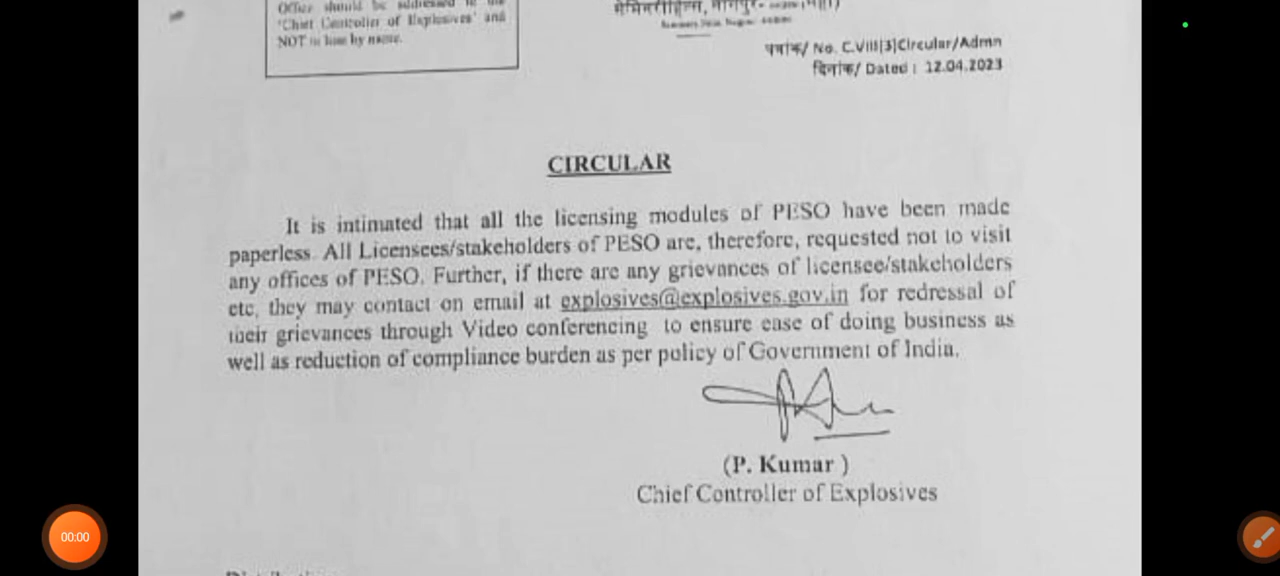 Office should be addressed to the
'Chief Controller of Explosives' and
NOT to him by name.
सेमिनरीहिल्स, नागपुर-
Seminary Hills, Nagpur-
पत्रांक/ No. C.VIII(3)Circular/Admn
दिनांक/ Dated : 12.04.2023
CIRCULAR
It is intimated that all the licensing modules of PESO have been made
paperless. All Licensees/stakeholders of PESO are, therefore, requested not to visit
any offices of PESO. Further, if there are any grievances of licensee/stakeholders
etc, they may contact on email at explosives@explosives.gov.in for redressal of
their grievances through Video conferencing to ensure ease of doing business as
well as reduction of compliance burden as per policy of Government of India.
(P. Kumar )
Chief Controller of Explosives
00:00